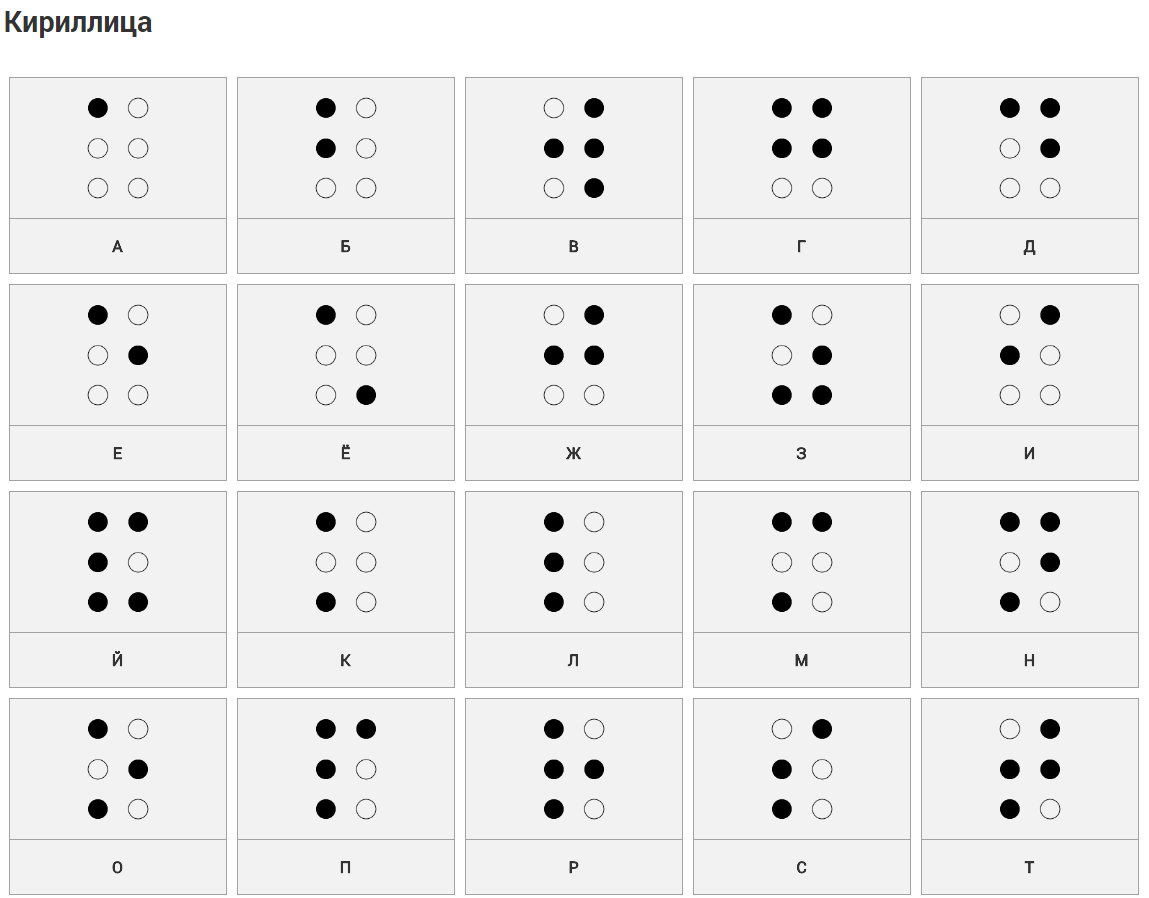 Кириллица
А Б В Г Д
Е Ё Ж З И
Й К Л М Н
О П Р С Т